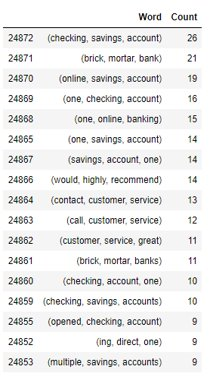 Word Count
24872 (checking, savings, account) 26
24871 (brick, mortar, bank) 21
24870 (online, savings, account) 19
24869 (one, checking, account) 16
24868 (one, online, banking) 15
24865 (one, savings, account) 14
24867 (savings, account, one) 14
24866 (would, highly, recommend) 14
24864 (contact, customer, service) 13
24863 (call, customer, service) 12
24862 (customer, service, great) 11
24861 (brick, mortar, banks) 11
24860 (checking, account, one) 10
24859 (checking, savings, accounts) 10
24855 (opened, checking, account) 9
24852 (ing, direct, one) 9
24853 (multiple, savings, accounts) 9